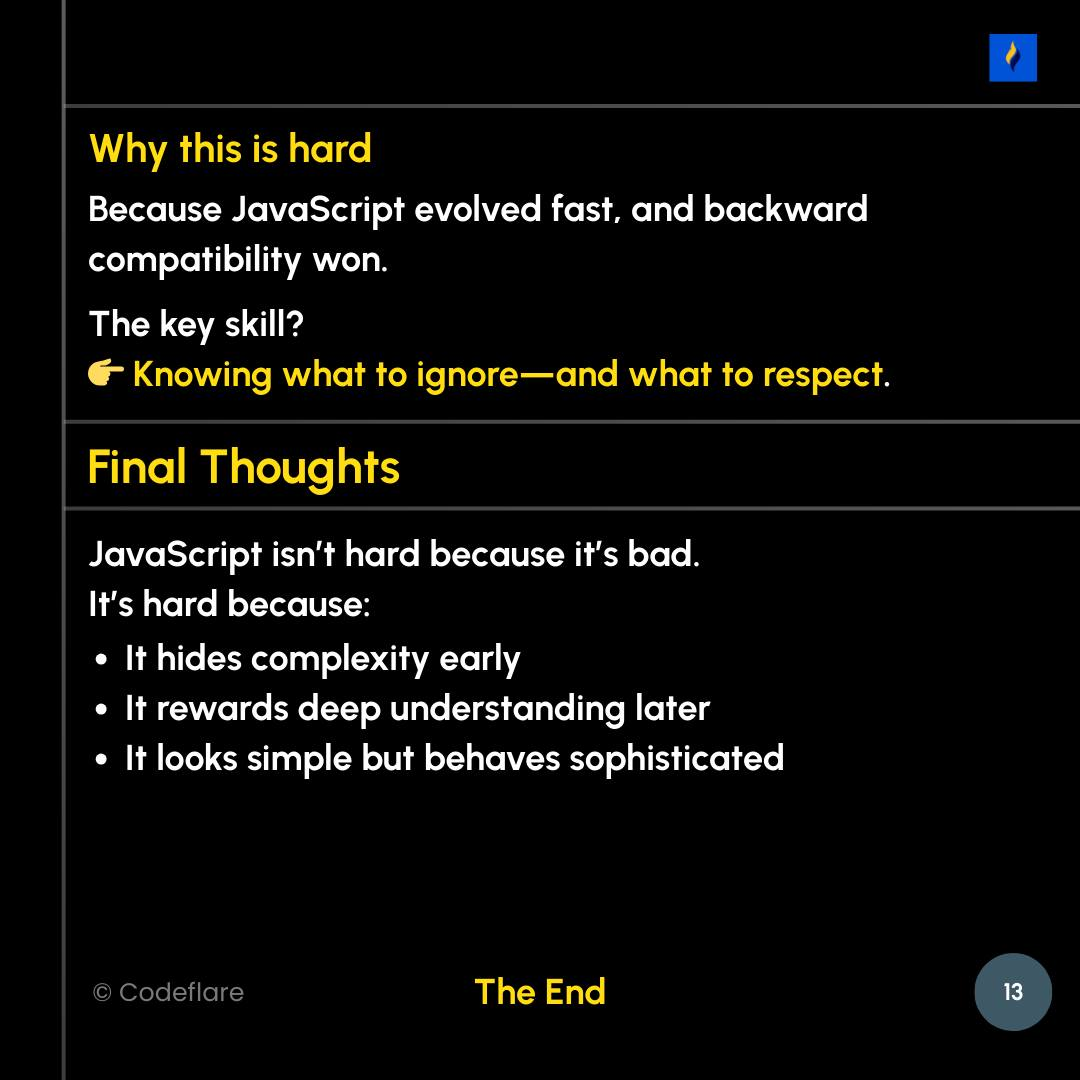 Why this is hard
Because JavaScript evolved fast, and backward
compatibility won.
The key skill?
👉 Knowing what to ignore—and what to respect.
Final Thoughts
JavaScript isn’t hard because it’s bad.
It’s hard because:
• It hides complexity early
• It rewards deep understanding later
• It looks simple but behaves sophisticated
© Codeflare
The End
13